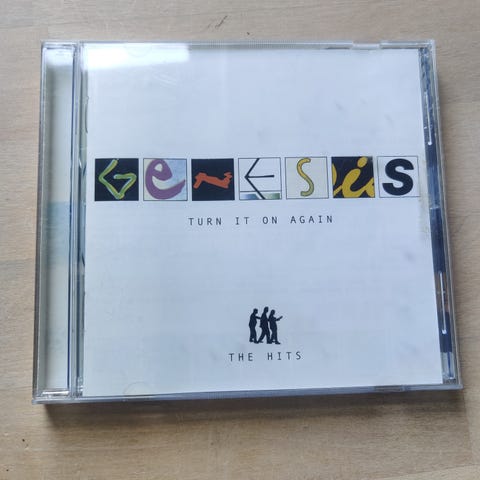 GENESIS
TURN IT ON AGAIN
THE HITS